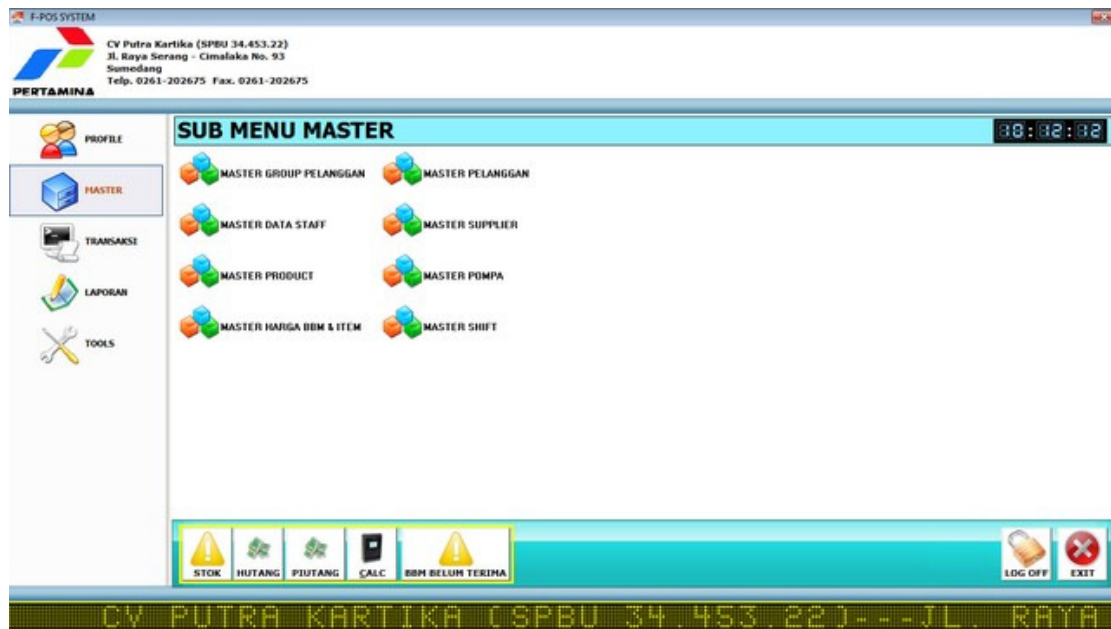 F-POS SYSTEM
CV Putra Kartika (SPBU 34.453.22)
Jl. Raya Serang - Cimalaka No. 93
Sumedang
Telp. 0261-202675 Fax. 0261-202675
PERTAMINA
PROFILE
MASTER
TRANSAKSI
LAPORAN
TOOLS
SUB MENU MASTER
18:12:12
MASTER GROUP PELANGGAN MASTER PELANGGAN
MASTER DATA STAFF MASTER SUPPLIER
MASTER PRODUCT MASTER POMPA
MASTER HARGA BBM & ITEM MASTER SHIFT
STOK HUTANG PIUTANG CALC BBM BELUM TERIMA LOG OFF EXIT
CV PUTRA KARTIKA (SPBU 34.453.22)---JL. RAYA